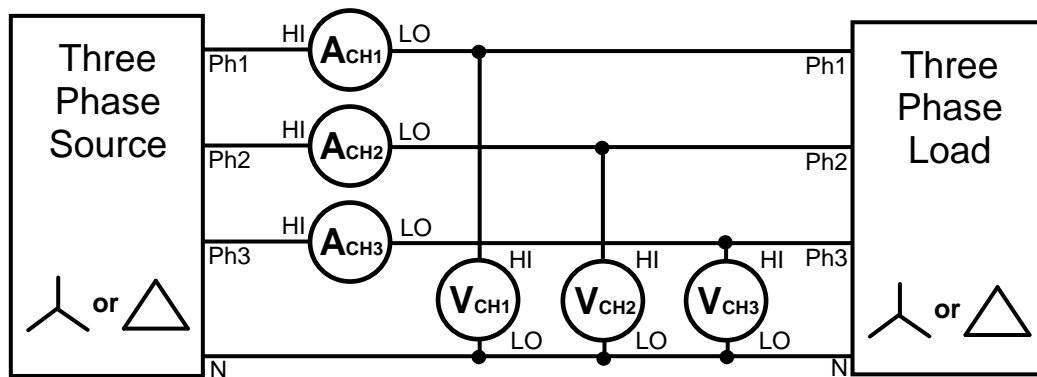 Three
Phase
Source
or
Ph1
Ph2
Ph3
N
HI ACH1 LO
HI ACH2 LO
HI ACH3 LO
HI
VCH1
LO
HI
VCH2
LO
HI
VCH3
LO
Ph1
Ph2
Ph3
N
Three
Phase
Load
or